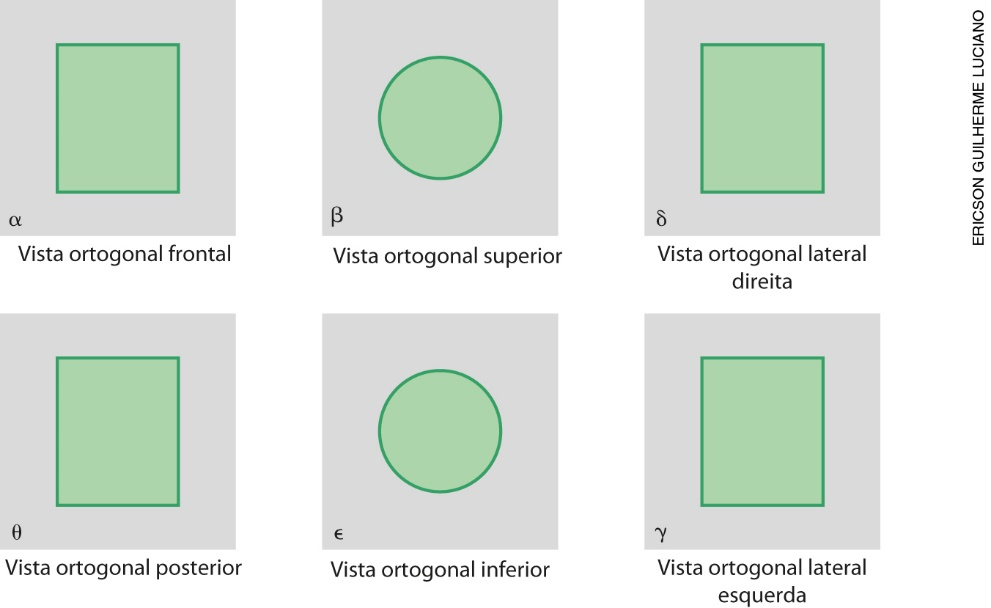 α
Vista ortogonal frontal
β
Vista ortogonal superior
δ
Vista ortogonal lateral
direita
θ
Vista ortogonal posterior
ϵ
Vista ortogonal inferior
γ
Vista ortogonal lateral
esquerda
ERICSON GUILHERME LUCIANO